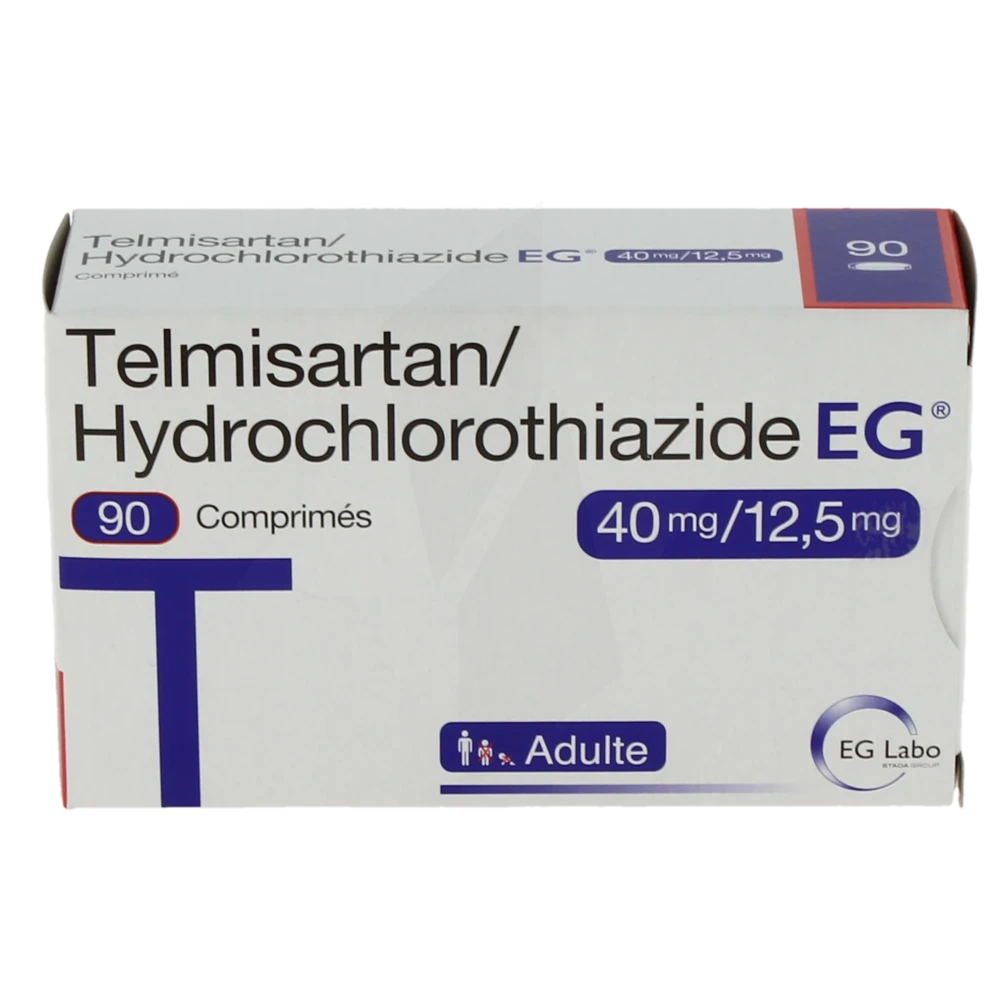 Telmisartan/
Hydrochlorothiazide EG® 40 mg/12,5 mg
Comprimé
90
Telmisartan/
Hydrochlorothiazide EG®
90 Comprimés
40 mg/12,5 mg
T
Adulte
EG Labo
STADA GROUP